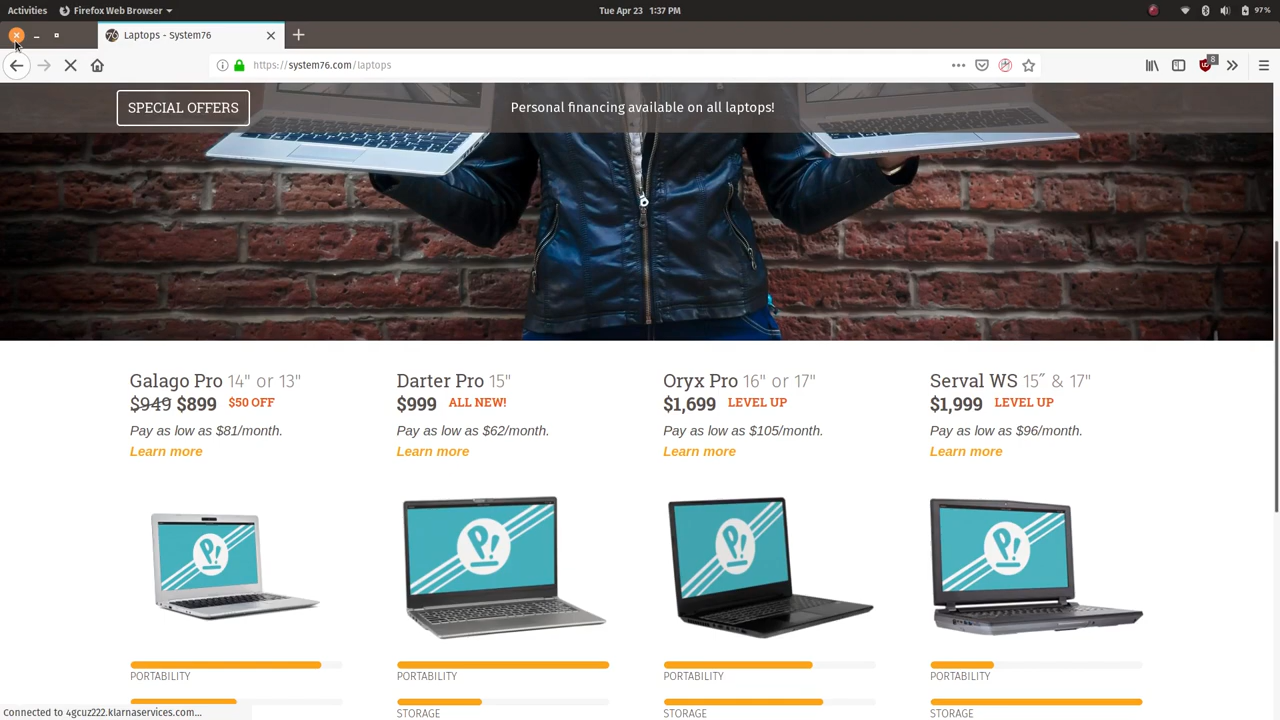 Activities Firefox Web Browser Tue Apr 23 1:37 PM 97%
76 Laptops - System76
https://system76.com/laptops 8
SPECIAL OFFERS Personal financing available on all laptops!
Galago Pro 14" or 13"
$949 $899 $50 OFF
Pay as low as $81/month.
Learn more
Darter Pro 15"
$999 ALL NEW!
Pay as low as $62/month.
Learn more
Oryx Pro 16" or 17"
$1,699 LEVEL UP
Pay as low as $105/month.
Learn more
Serval WS 15˝ & 17"
$1,999 LEVEL UP
Pay as low as $96/month.
Learn more
P! P! P! P!
PORTABILITY PORTABILITY PORTABILITY PORTABILITY
STORAGE STORAGE STORAGE
Connected to 4gcuz222.klarnaservices.com...